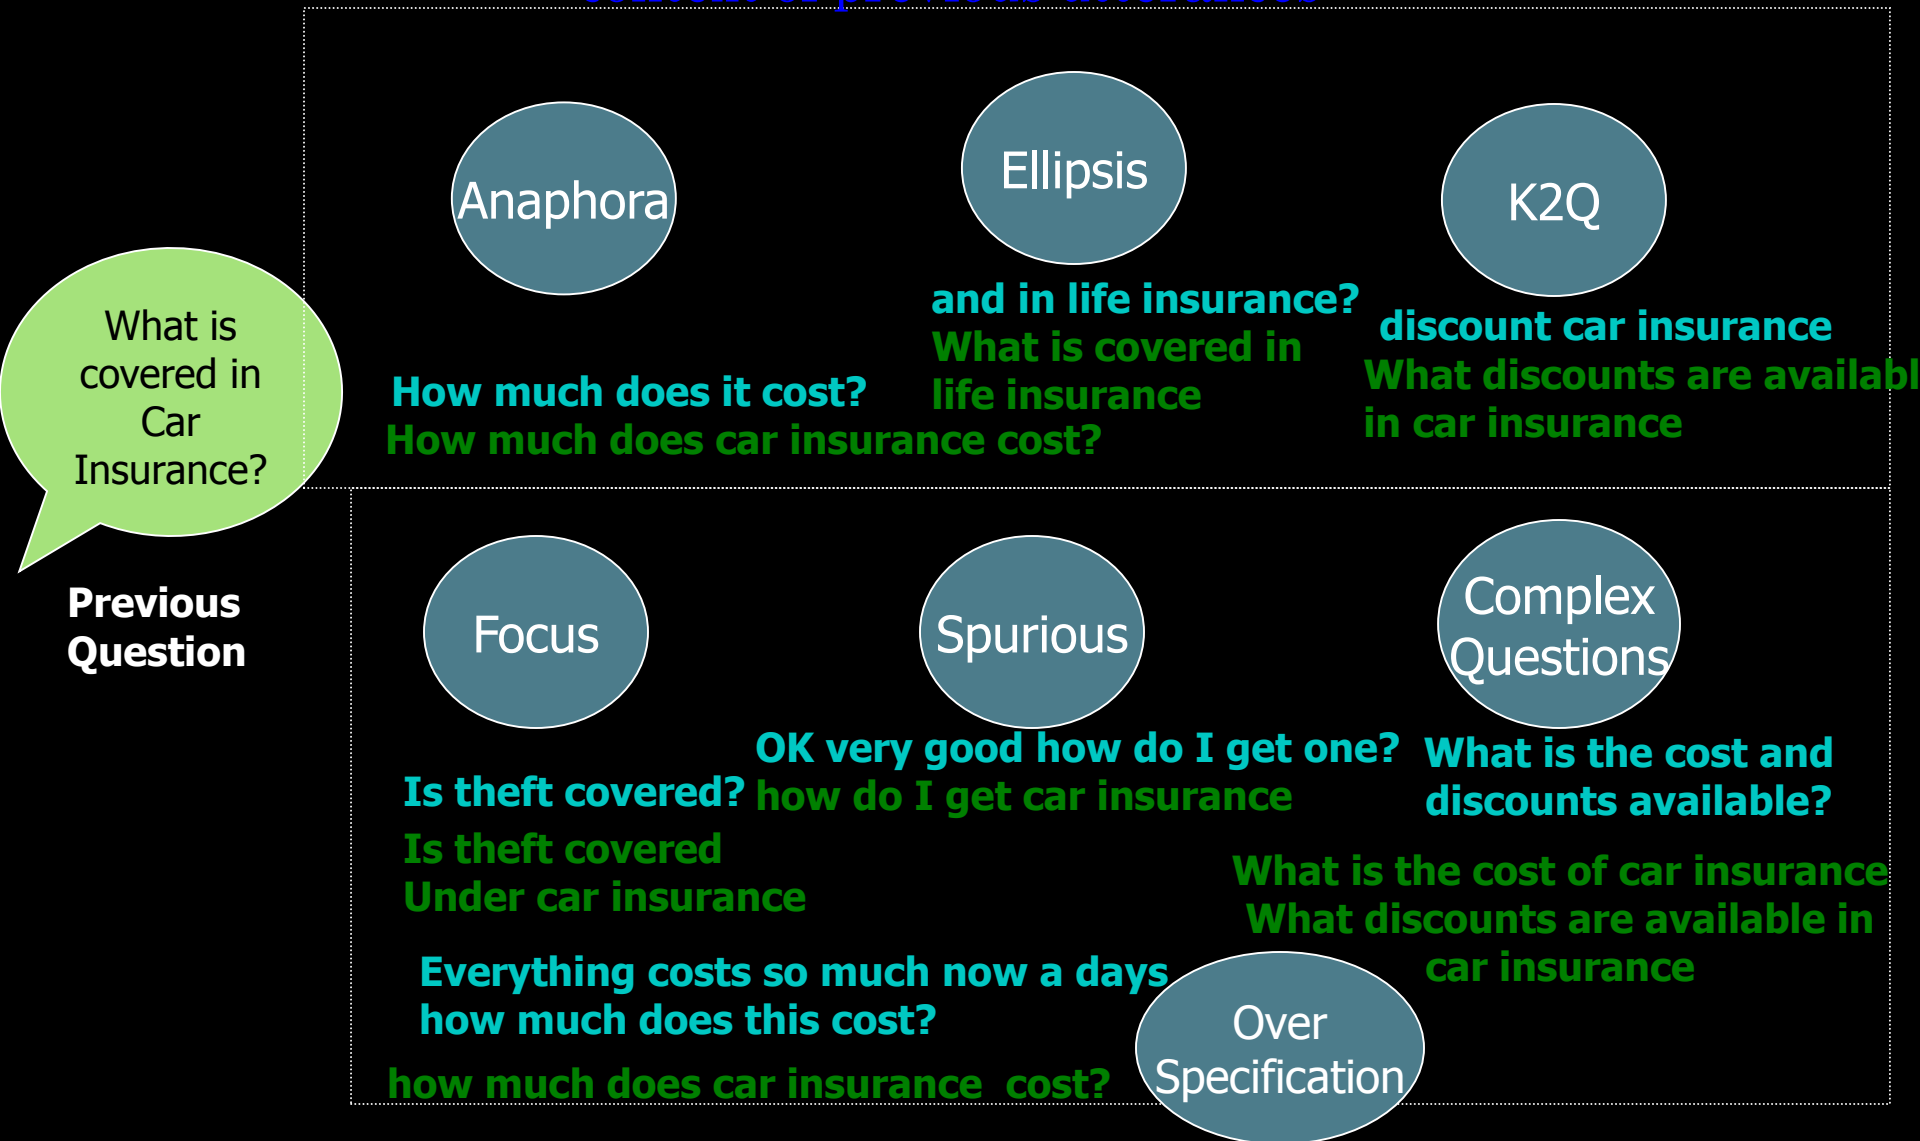 Anaphora
Ellipsis
K2Q
What is
covered in
Car
Insurance?
Previous
Question
How much does it cost?
How much does car insurance cost?
and in life insurance?
What is covered in
life insurance
discount car insurance
What discounts are availabl
in car insurance
Focus
Spurious
Complex
Questions
Is theft covered?
Is theft covered
Under car insurance
OK very good how do I get one?
how do I get car insurance
What is the cost and
discounts available?
What is the cost of car insurance
What discounts are available in
car insurance
Everything costs so much now a days
how much does this cost?
how much does car insurance  cost?
Over
Specification